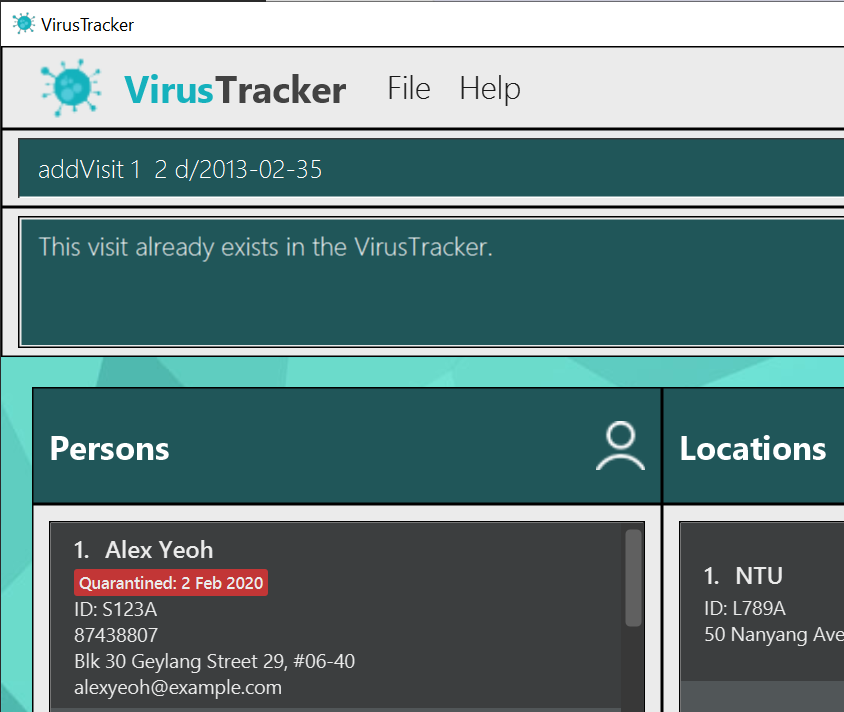 VirusTracker
VirusTracker File Help
addVisit 1 2 d/2013-02-35
This visit already exists in the VirusTracker.
Persons
Locations
1. Alex Yeoh
Quarantined: 2 Feb 2020
ID: S123A
87438807
Blk 30 Geylang Street 29, #06-40
alexyeoh@example.com
1. NTU
ID: L789A
50 Nanyang Ave